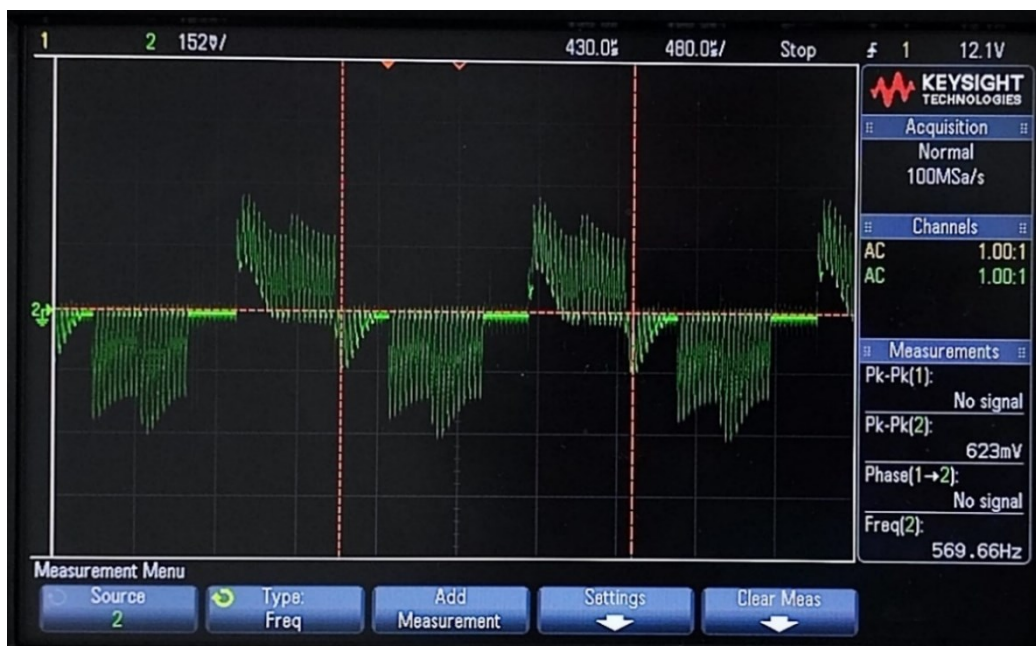 1 2 152▿/ 430.0㎲ 480.0㎲/ Stop ⨍ 1 12.1V
KEYSIGHT
TECHNOLOGIES
Acquisition
Normal
100MSa/s
Channels
AC 1.00:1
AC 1.00:1
Measurements
Pk-Pk(1):
No signal
Pk-Pk(2):
623mV
Phase(1→2):
No signal
Freq(2):
569.66Hz
2
Measurement Menu
Source
2
Type:
Freq
Add
Measurement
Settings
Clear Meas